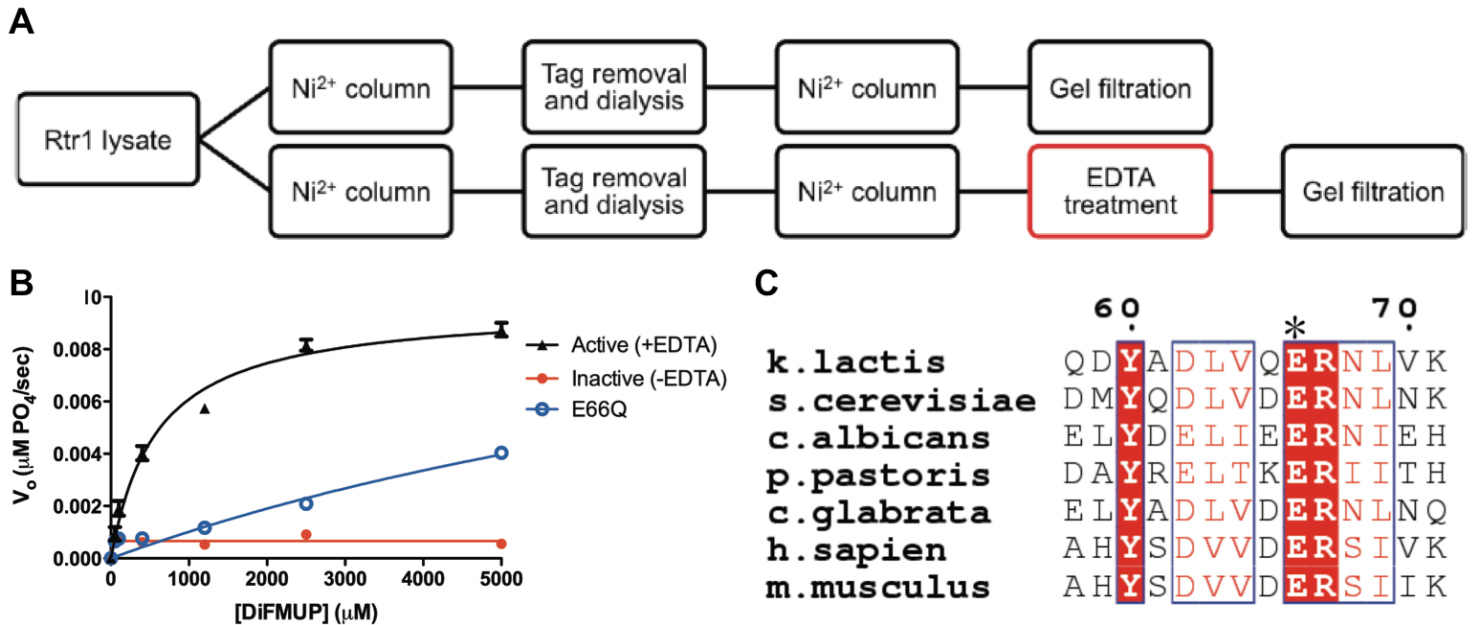 A
Rtr1 lysate
Ni²⁺ column
Tag removal
and dialysis
Ni²⁺ column
Gel filtration
Ni²⁺ column
Tag removal
and dialysis
Ni²⁺ column
EDTA
treatment
Gel filtration
B
V₀ (µM PO₄/sec)
10
0.008
0.006
0.004
0.002
0.000
0 1000 2000 3000 4000 5000
[DiFMUP] (µM)
Active (+EDTA)
Inactive (-EDTA)
E66Q
C
60 70
*
k.lactis QDYADLVQERNLVK
s.cerevisiae DMYQDLVDERNLNK
c.albicans ELYDELIEERNIEH
p.pastoris DAYRELTKERIITH
c.glabrata ELYADLVDERNLNQ
h.sapien AHYSDVVDERSIVK
m.musculus AHYSDVVDERSIIK